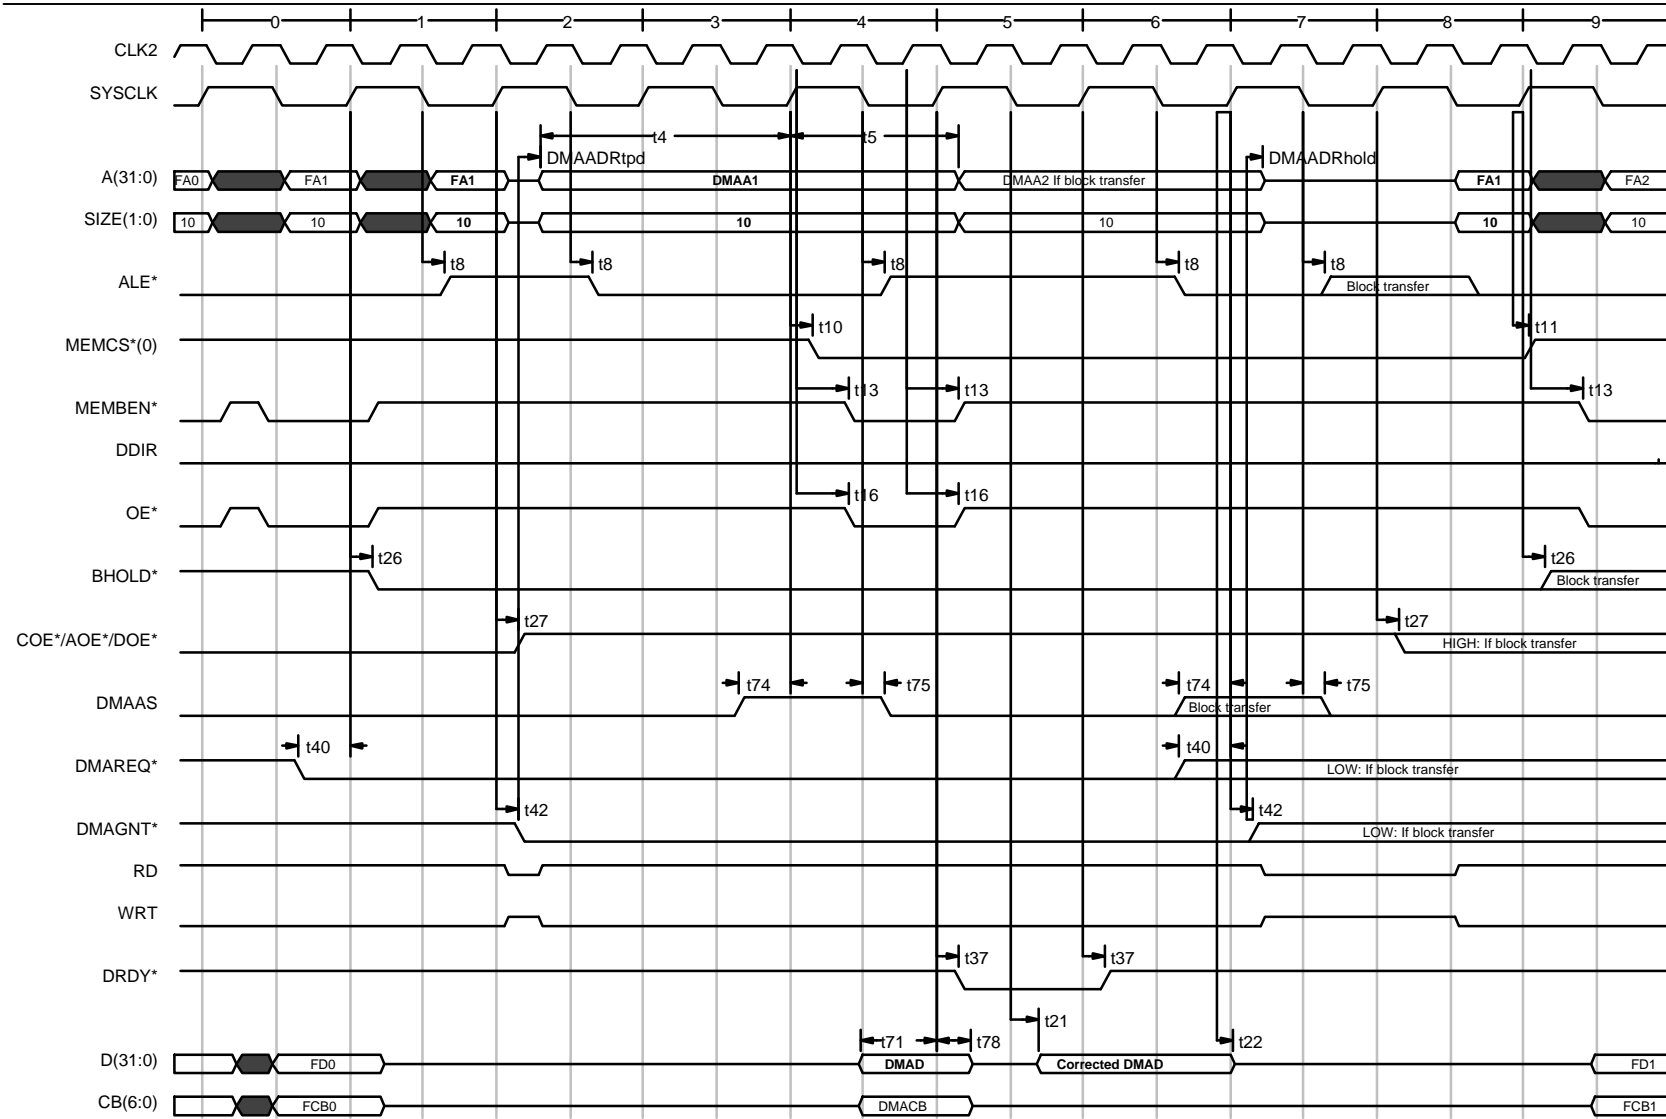 0 1 2 3 4 5 6 7 8 9
CLK2
SYSCLK
t4 t5
DMAADRtpd DMAADRhold
A(31:0) FA0 FA1 FA1 DMAA1 DMAA2 If block transfer FA1 FA2
SIZE(1:0) 10 10 10 10 10 10 10
t8 t8 t8 t8 t8
ALE* Block transfer
t10 t11
MEMCS*(0)
t13 t13 t13
MEMBEN*
DDIR
t16 t16
OE*
t26 t26
BHOLD* Block transfer
t27 t27
COE*/AOE*/DOE* HIGH: If block transfer
t74 t75 t74 t75
DMAAS Block transfer
t40 t40
DMAREQ* LOW: If block transfer
t42 t42
DMAGNT* LOW: If block transfer
RD
WRT
t37 t37
DRDY*
t21
t71 t78 t22
D(31:0) FD0 DMAD Corrected DMAD FD1
CB(6:0) FCB0 DMACB FCB1